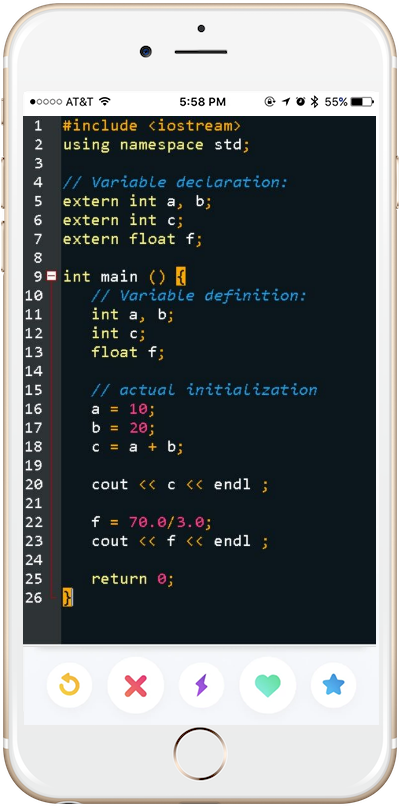 AT&T 5:58 PM 55%
1 #include <iostream>
2 using namespace std;
3
4 // Variable declaration:
5 extern int a, b;
6 extern int c;
7 extern float f;
8
9 int main () {
10 // Variable definition:
11 int a, b;
12 int c;
13 float f;
14
15 // actual initialization
16 a = 10;
17 b = 20;
18 c = a + b;
19
20 cout << c << endl ;
21
22 f = 70.0/3.0;
23 cout << f << endl ;
24
25 return 0;
26 }